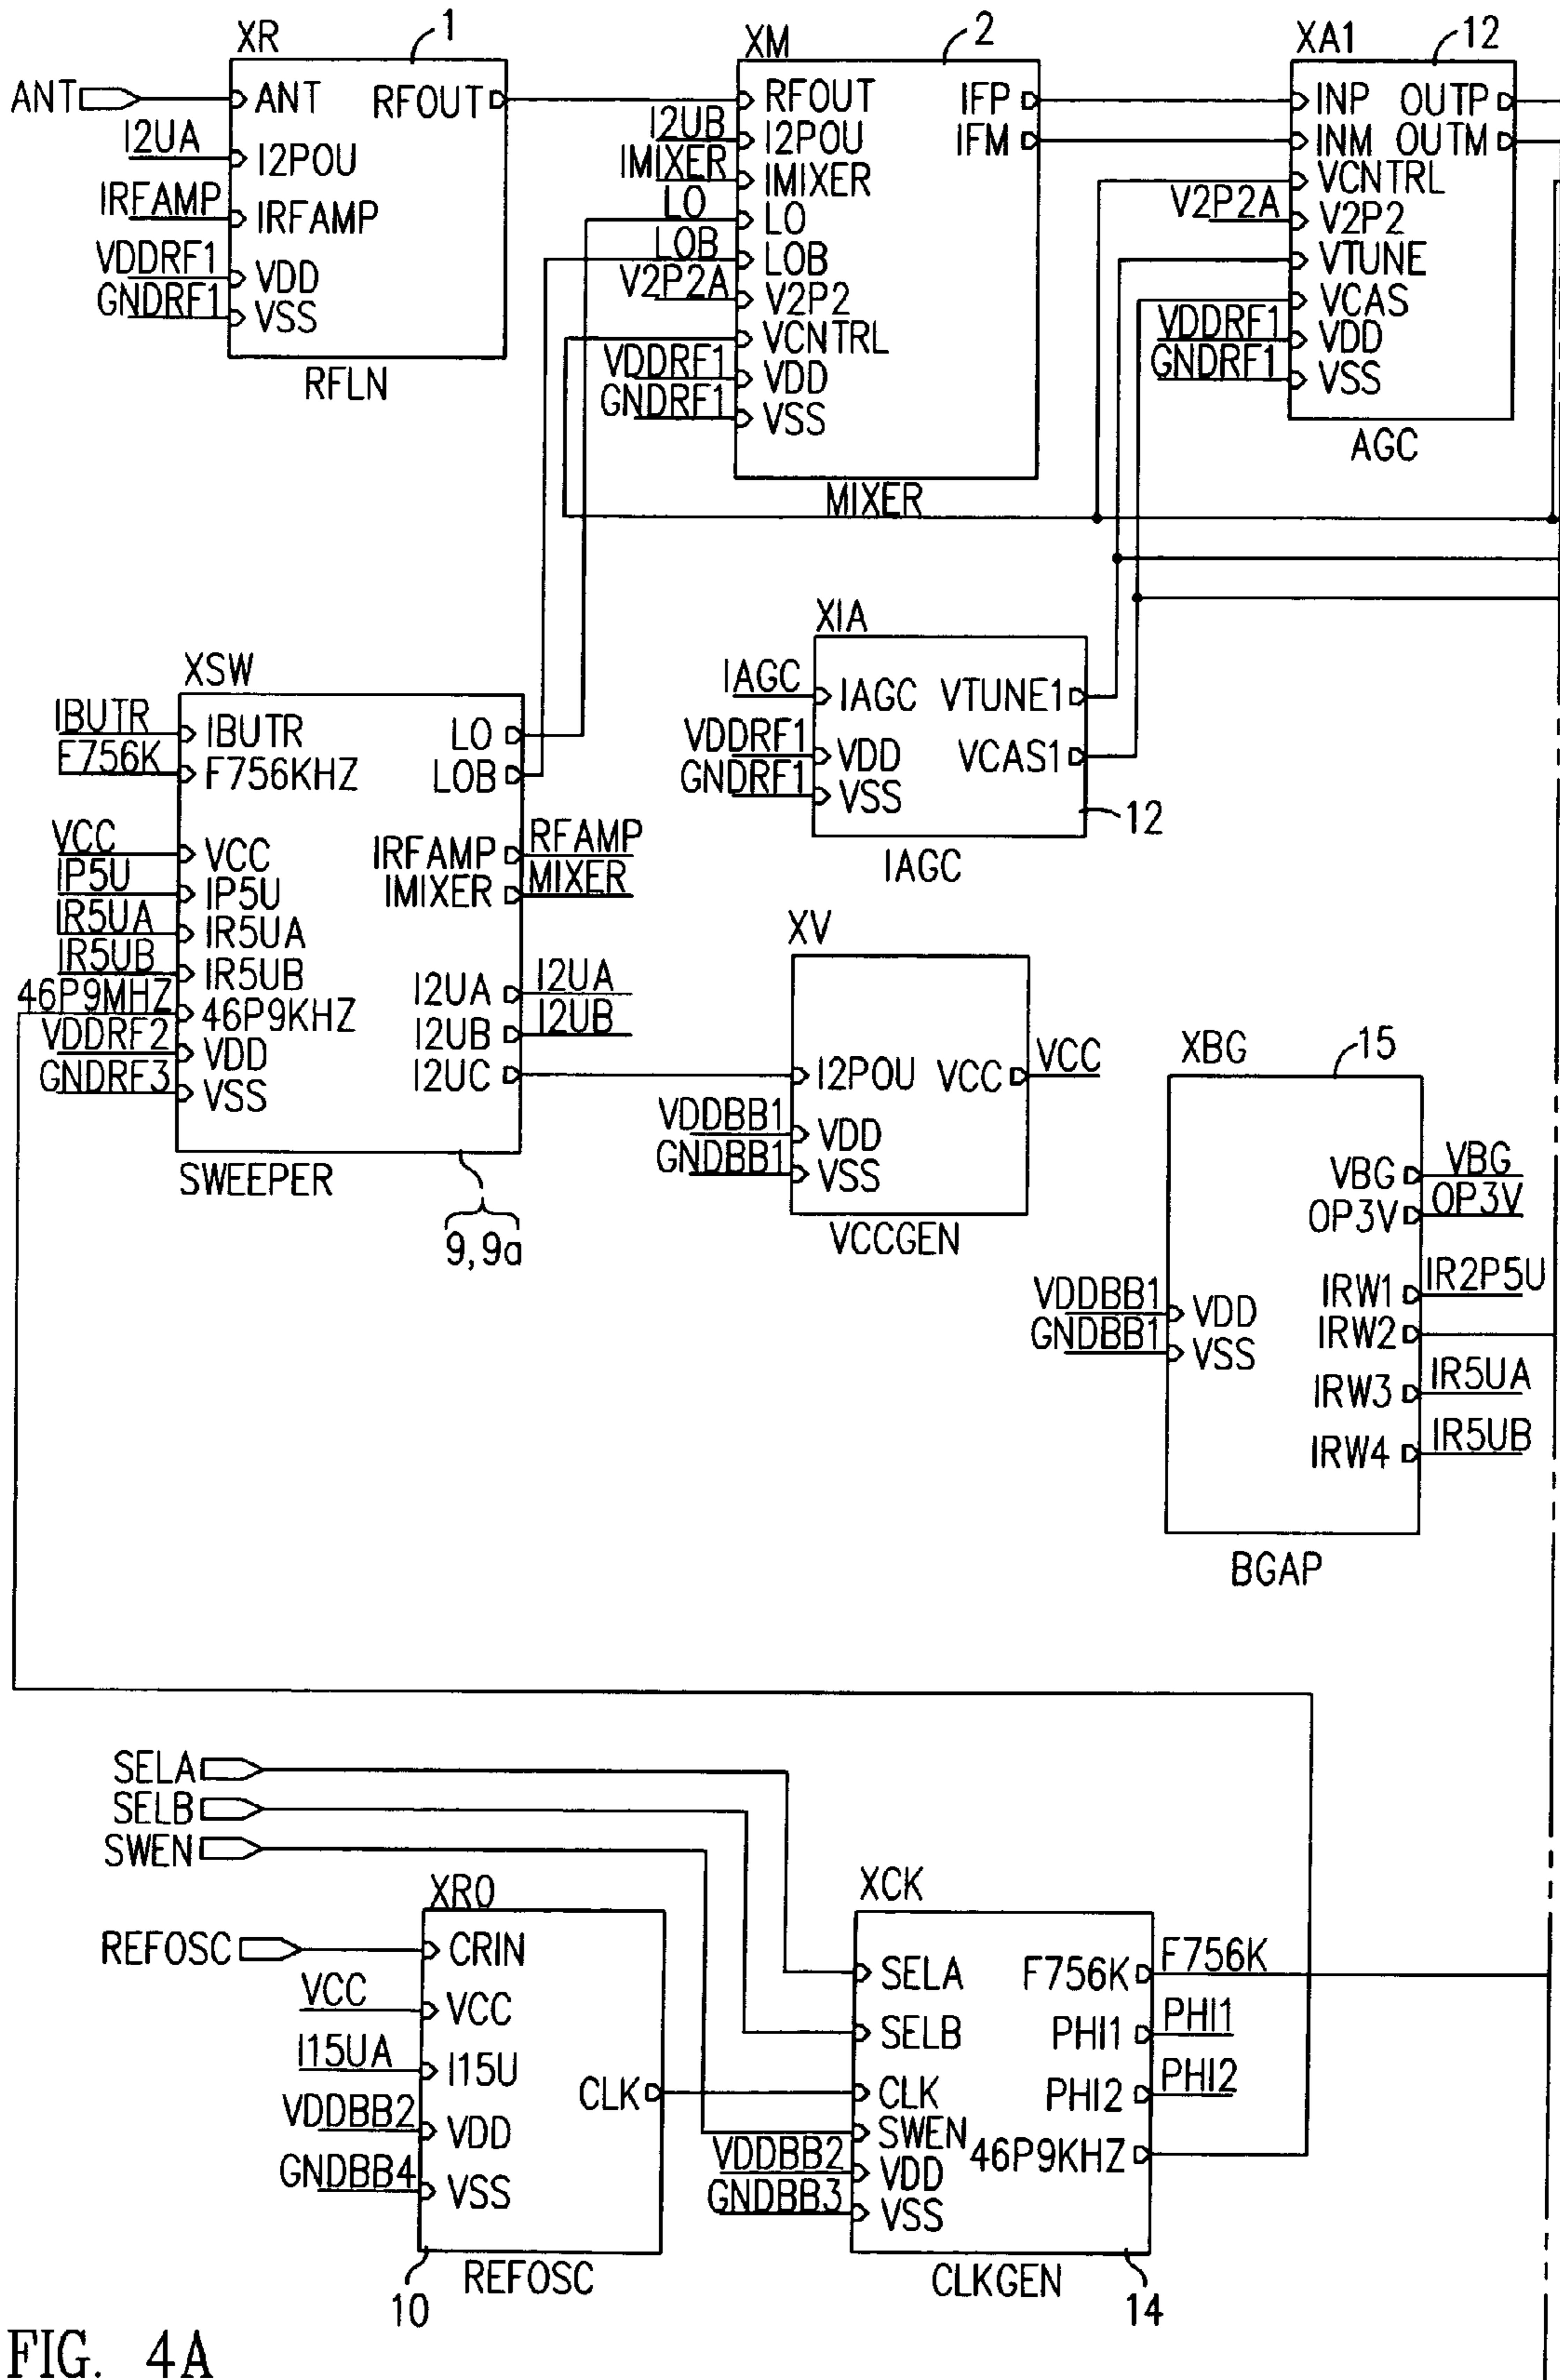 XR 1
ANT ANT RFOUT
I2UA I2POU
IRFAMP IRFAMP
VDDRF1 VDD
GNDRF1 VSS
RFLN
XM 2
RFOUT IFP
I2UB I2POU IFM
IMIXER IMIXER
LO LO
LOB LOB
V2P2A V2P2
VCNTRL
VDDRF1 VDD
GNDRF1 VSS
MIXER
XA1 12
INP OUTP
INM OUTM
VCNTRL
V2P2A V2P2
VTUNE
VCAS
VDDRF1 VDD
GNDRF1 VSS
AGC
XIA
IAGC IAGC VTUNE1
VDDRF1 VDD VCAS1
GNDRF1 VSS
12
IAGC
XSW
IBUTR IBUTR LO
F756K F756KHZ LOB
VCC VCC IRFAMP RFAMP
IP5U IP5U IMIXER MIXER
IR5UA IR5UA
IR5UB IR5UB I2UA I2UA
46P9MHZ 46P9KHZ I2UB I2UB
VDDRF2 VDD I2UC
GNDRF3 VSS
SWEEPER
9,9a
XV
I2POU VCC VCC
VDDBB1 VDD
GNDBB1 VSS
VCCGEN
XBG 15
VBG VBG
OP3V OP3V
IRW1 IR2P5U
VDDBB1 VDD IRW2
GNDBB1 VSS
IRW3 IR5UA
IRW4 IR5UB
BGAP
SELA
SELB
SWEN
XRO
REFOSC CRIN
VCC VCC
I15UA I15U
CLK
VDDBB2 VDD
GNDBB4 VSS
10 REFOSC
XCK
SELA F756K F756K
SELB PHI1 PHI1
CLK PHI2 PHI2
SWEN 46P9KHZ
VDDBB2 VDD
GNDBB3 VSS
CLKGEN 14
FIG. 4A